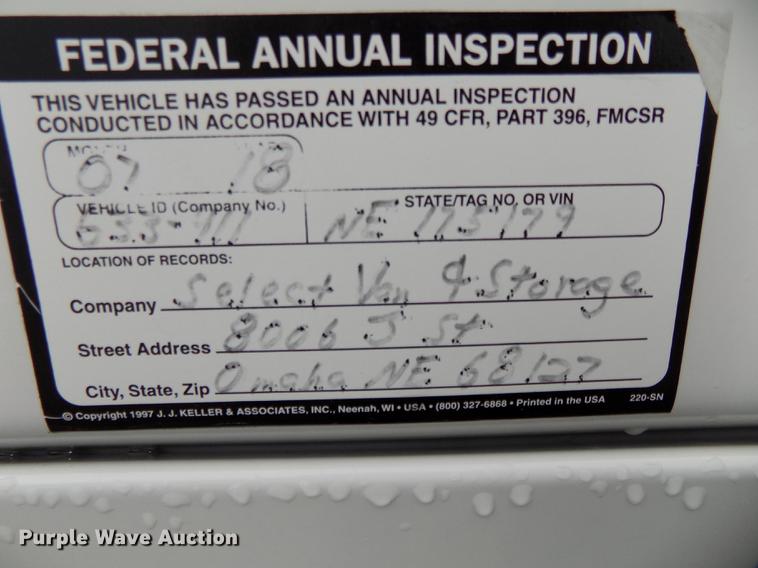 FEDERAL ANNUAL INSPECTION
THIS VEHICLE HAS PASSED AN ANNUAL INSPECTION
CONDUCTED IN ACCORDANCE WITH 49 CFR, PART 396, FMCSR
07 18
VEHICLE ID (Company No.) STATE/TAG NO. OR VIN
NE 175179
LOCATION OF RECORDS:
Company Select Van & Storage
Street Address 8006 J St
City, State, Zip Omaha NE 68127
© Copyright 1997 J. J. KELLER & ASSOCIATES, INC., Neenah, WI • USA • (800) 327-6868 • Printed in the USA 220-SN
Purple Wave Auction